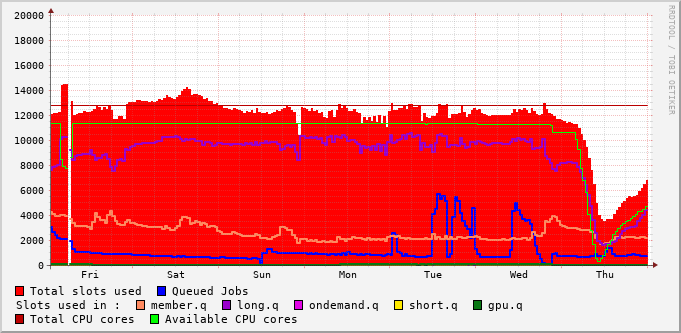 20000
18000
16000
14000
12000
10000
8000
6000
4000
2000
0
Fri Sat Sun Mon Tue Wed Thu
RRDTOOL / TOBI OETIKER
Total slots used Queued Jobs
Slots used in : member.q long.q ondemand.q short.q gpu.q
Total CPU cores Available CPU cores